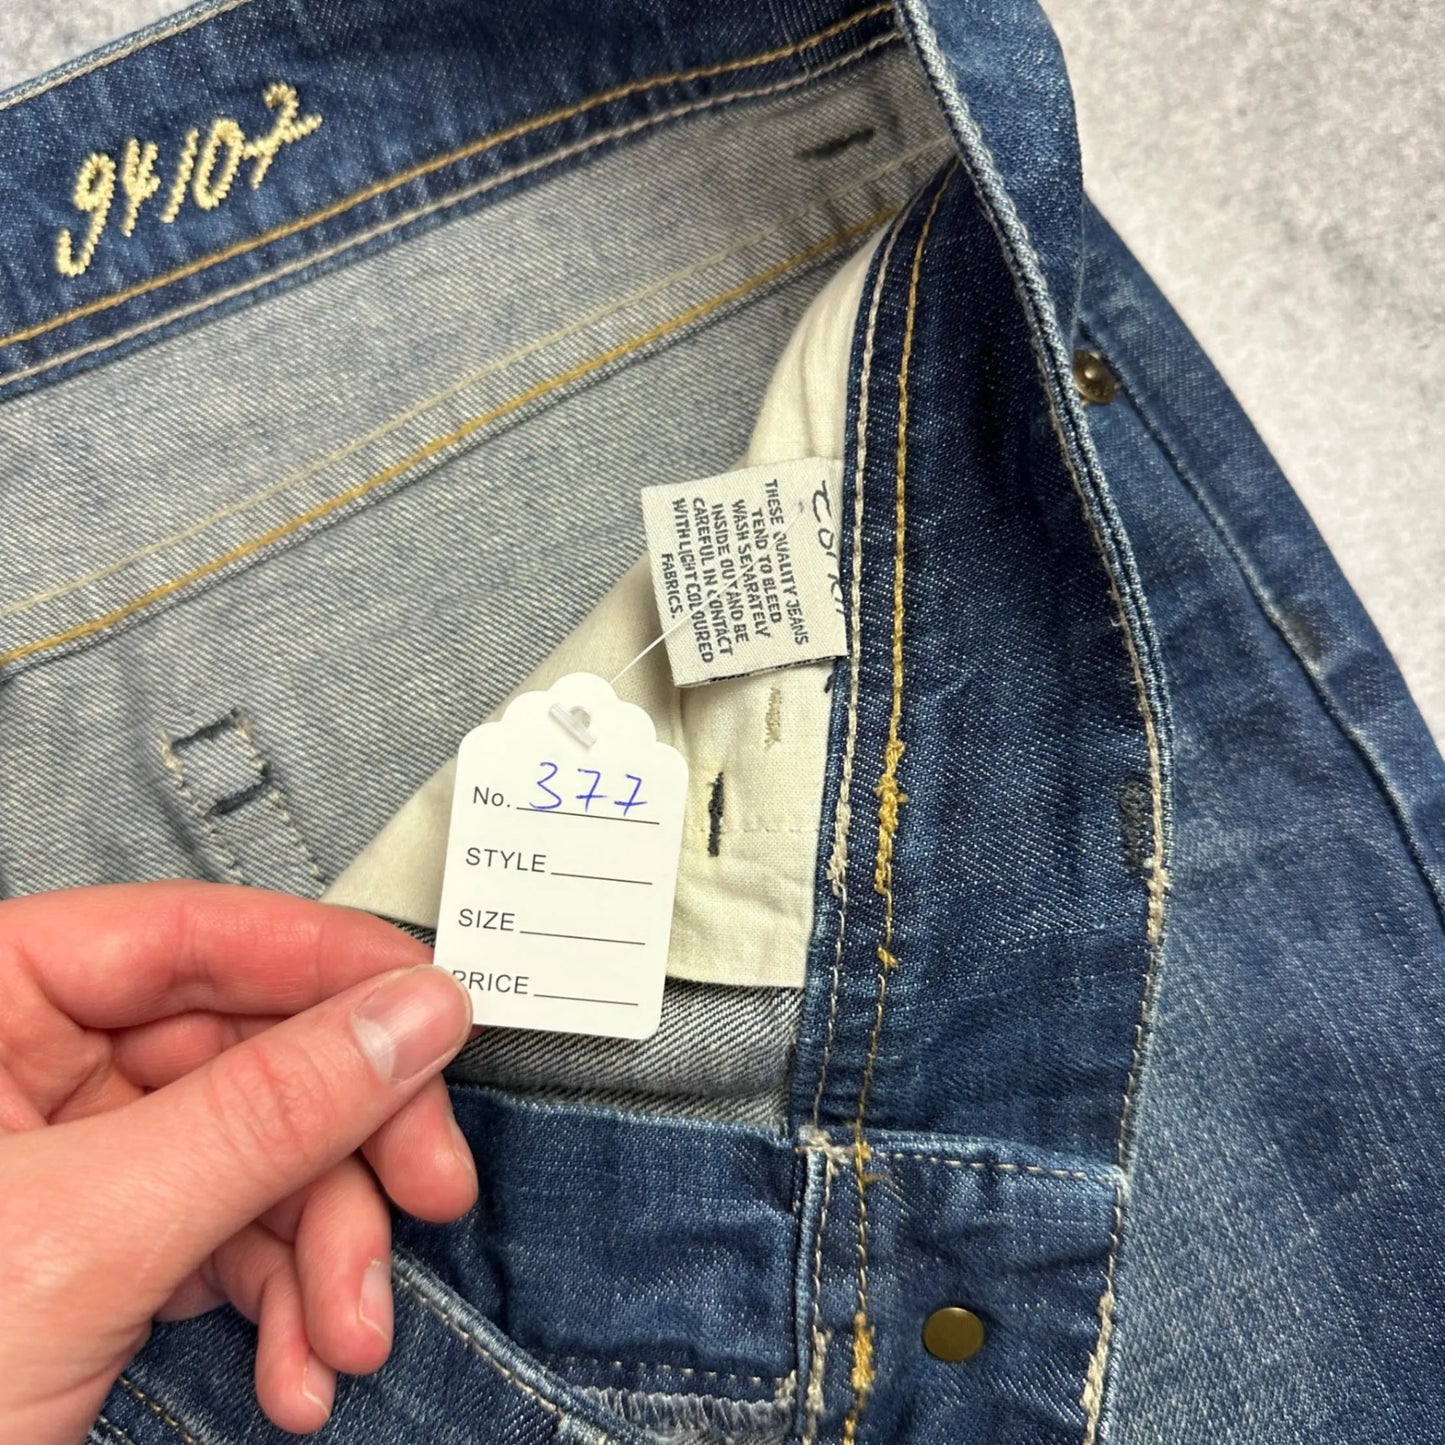 94107
THESE QUALITY JEANS
TEND TO BLEED
WASH SEPARATELY
INSIDE OUT AND BE
CAREFUL IN CONTACT
WITH LIGHT COLOURED
FABRICS.
No. 377
STYLE
SIZE
PRICE